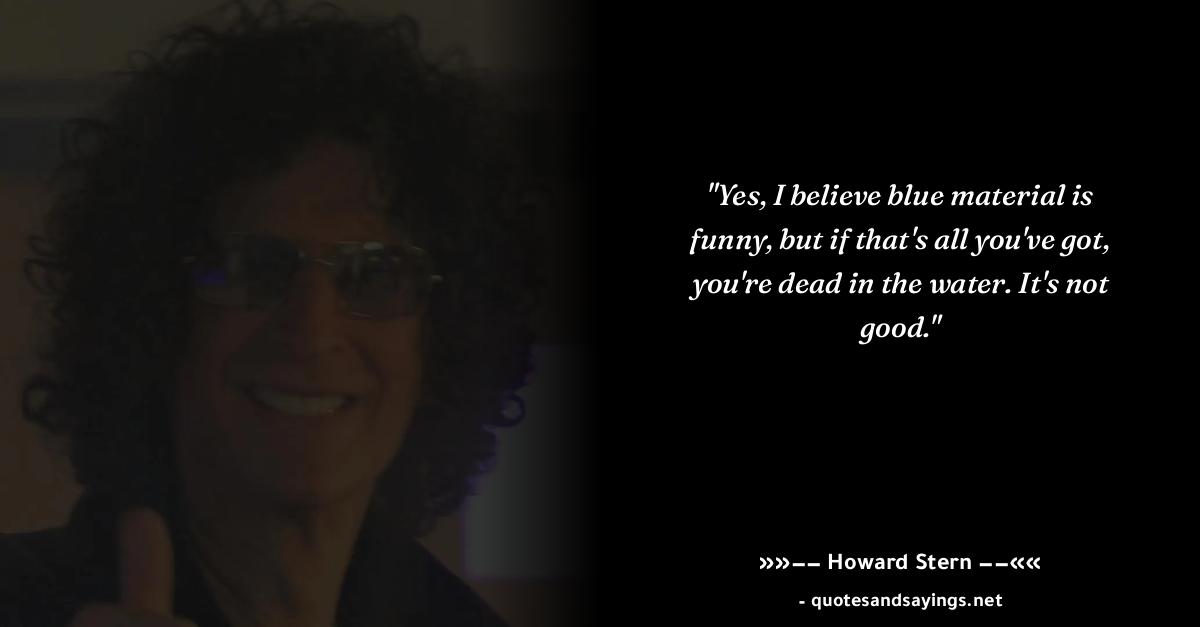 "Yes, I believe blue material is
funny, but if that's all you've got,
you're dead in the water. It's not
good."
»»−− Howard Stern −−««
- quotesandsayings.net